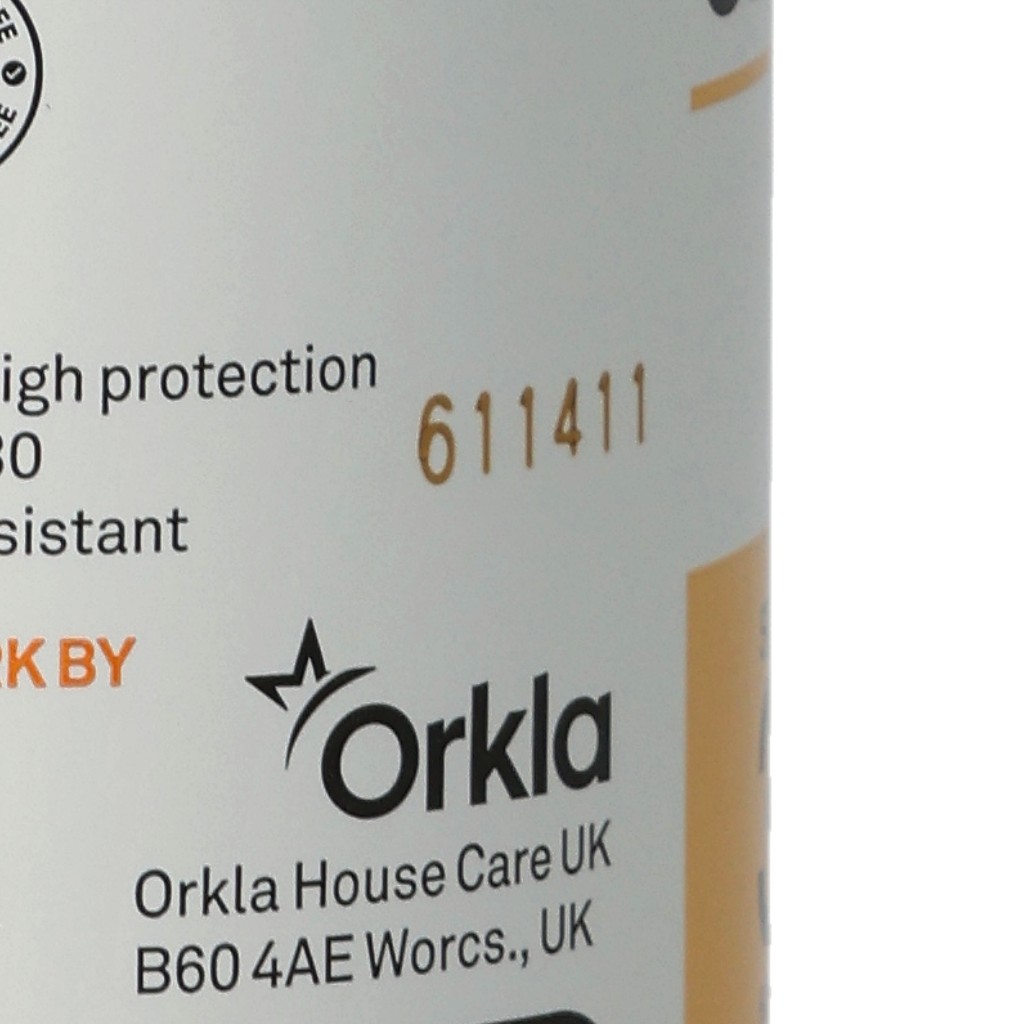 igh protection
611411
30
sistant
RK BY
Orkla
Orkla House Care UK
B60 4AE Worcs., UK